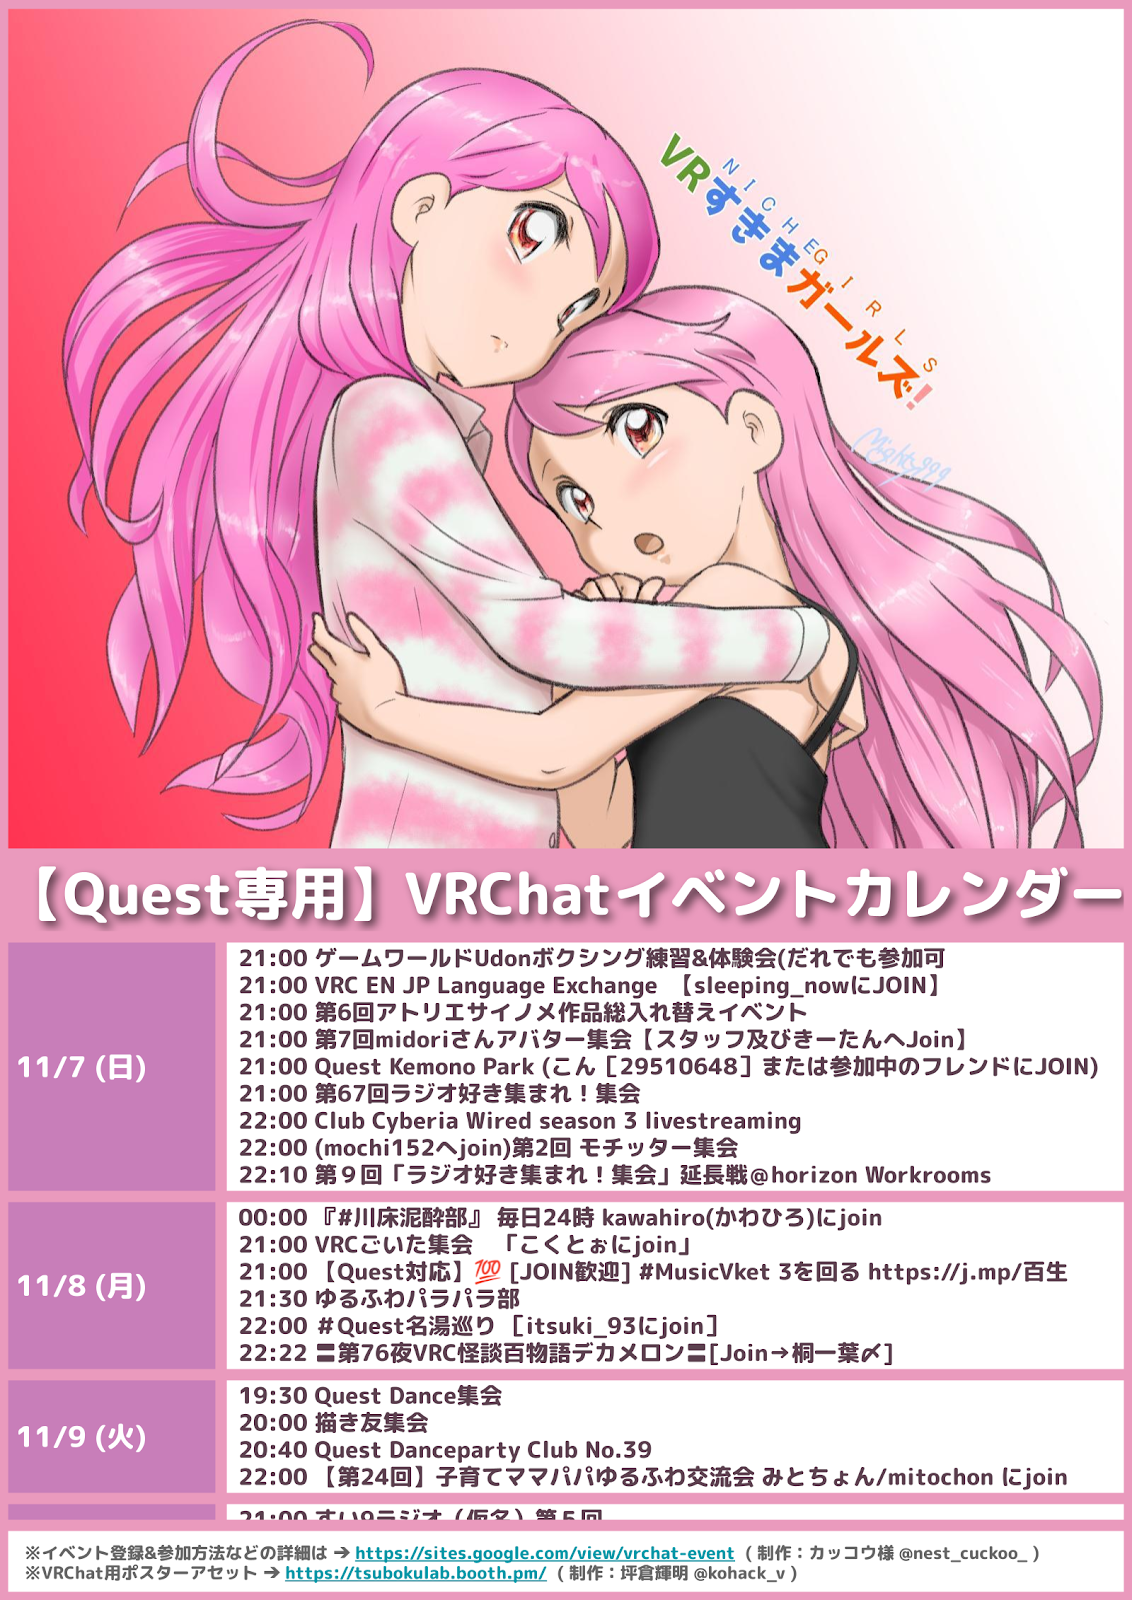 NICHE GIRLS
VRすきまガールズ!
Mighty999
【Quest専用】VRChatイベントカレンダー
11/7 (日)
21:00 ゲームワールドUdonボクシング練習&体験会(だれでも参加可
21:00 VRC EN JP Language Exchange 【sleeping_nowにJOIN】
21:00 第6回アトリエサイノメ作品総入れ替えイベント
21:00 第7回midoriさんアバター集会【スタッフ及びきーたんへJoin】
21:00 Quest Kemono Park (こん［29510648］または参加中のフレンドにJOIN)
21:00 第67回ラジオ好き集まれ！集会
22:00 Club Cyberia Wired season 3 livestreaming
22:00 (mochi152へjoin)第2回 モチッター集会
22:10 第９回「ラジオ好き集まれ！集会」延長戦@horizon Workrooms
11/8 (月)
00:00 『#川床泥酔部』 毎日24時 kawahiro(かわひろ)にjoin
21:00 VRCごいた集会　「こくとぉにjoin」
21:00 【Quest対応】💯 [JOIN歓迎] #MusicVket 3を回る https://j.mp/百生
21:30 ゆるふわパラパラ部
22:00 ＃Quest名湯巡り ［itsuki_93にjoin］
22:22 〓第76夜VRC怪談百物語デカメロン〓[Join→桐一葉〆]
11/9 (火)
19:30 Quest Dance集会
20:00 描き友集会
20:40 Quest Danceparty Club No.39
22:00 【第24回】子育てママパパゆるふわ交流会 みとちょん/mitochon にjoin
21:00 すい9ラジオ（仮名）第５回
※イベント登録&参加方法などの詳細は ➔ https://sites.google.com/view/vrchat-event ( 制作：カッコウ様 @nest_cuckoo_ )
※VRChat用ポスターアセット ➔ https://tsubokulab.booth.pm/ ( 制作：坪倉輝明 @kohack_v )